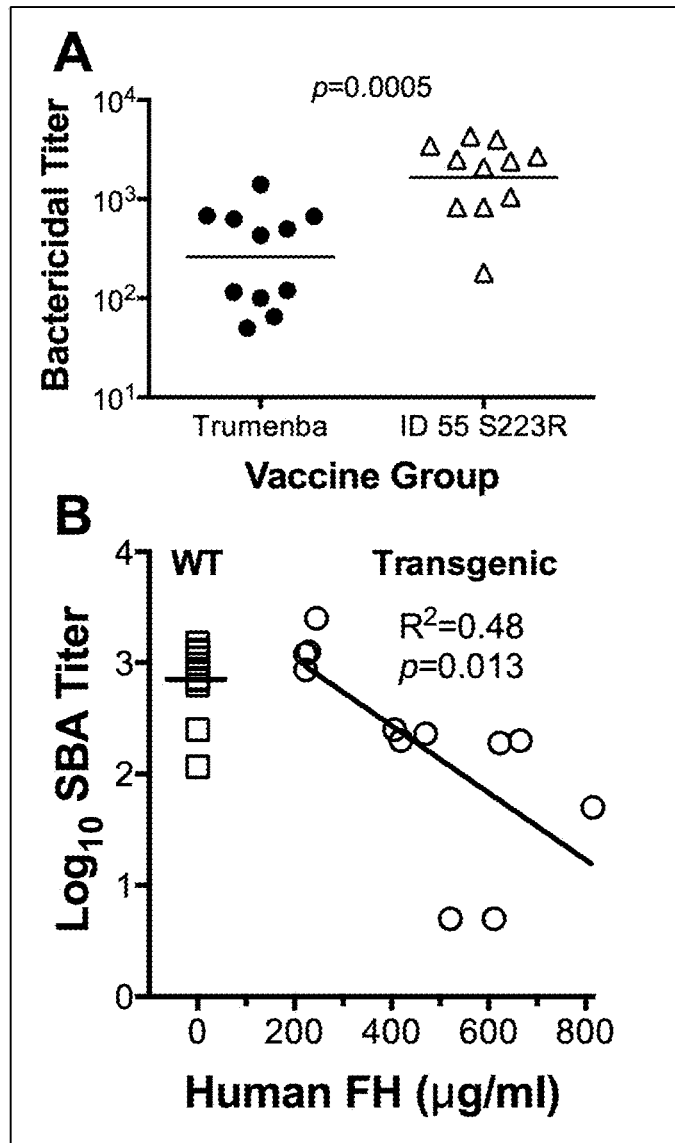 A
p=0.0005
Bactericidal Titer
10⁴
10³
10²
10¹
Trumenba
ID 55 S223R
Vaccine Group
B
WT
Transgenic
R²=0.48
p=0.013
Log₁₀ SBA Titer
4
3
2
1
0
0
200
400
600
800
Human FH (μg/ml)